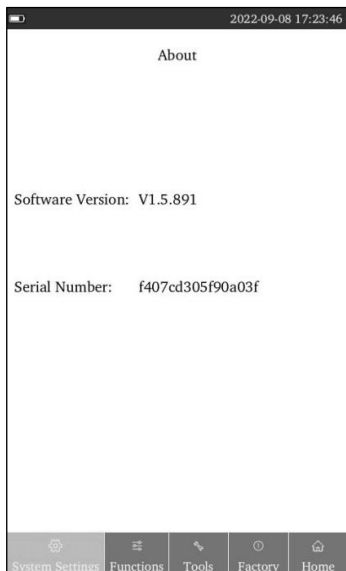 2022-09-08 17:23:46
About
Software Version: V1.5.891
Serial Number: f407cd305f90a03f
System Settings Functions Tools Factory Home